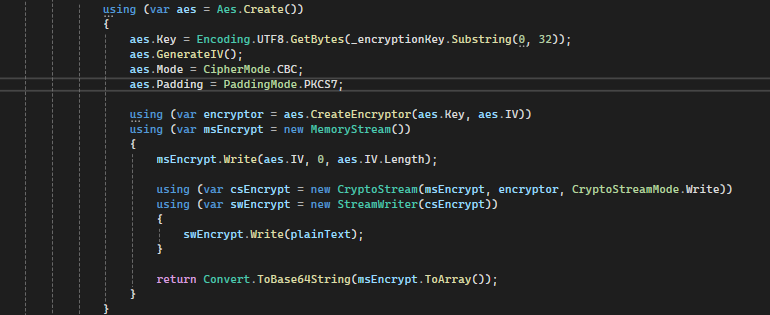 using (var aes = Aes.Create())
{
aes.Key = Encoding.UTF8.GetBytes(_encryptionKey.Substring(0, 32));
aes.GenerateIV();
aes.Mode = CipherMode.CBC;
aes.Padding = PaddingMode.PKCS7;
using (var encryptor = aes.CreateEncryptor(aes.Key, aes.IV))
using (var msEncrypt = new MemoryStream())
{
msEncrypt.Write(aes.IV, 0, aes.IV.Length);
using (var csEncrypt = new CryptoStream(msEncrypt, encryptor, CryptoStreamMode.Write))
using (var swEncrypt = new StreamWriter(csEncrypt))
{
swEncrypt.Write(plainText);
}
return Convert.ToBase64String(msEncrypt.ToArray());
}
}